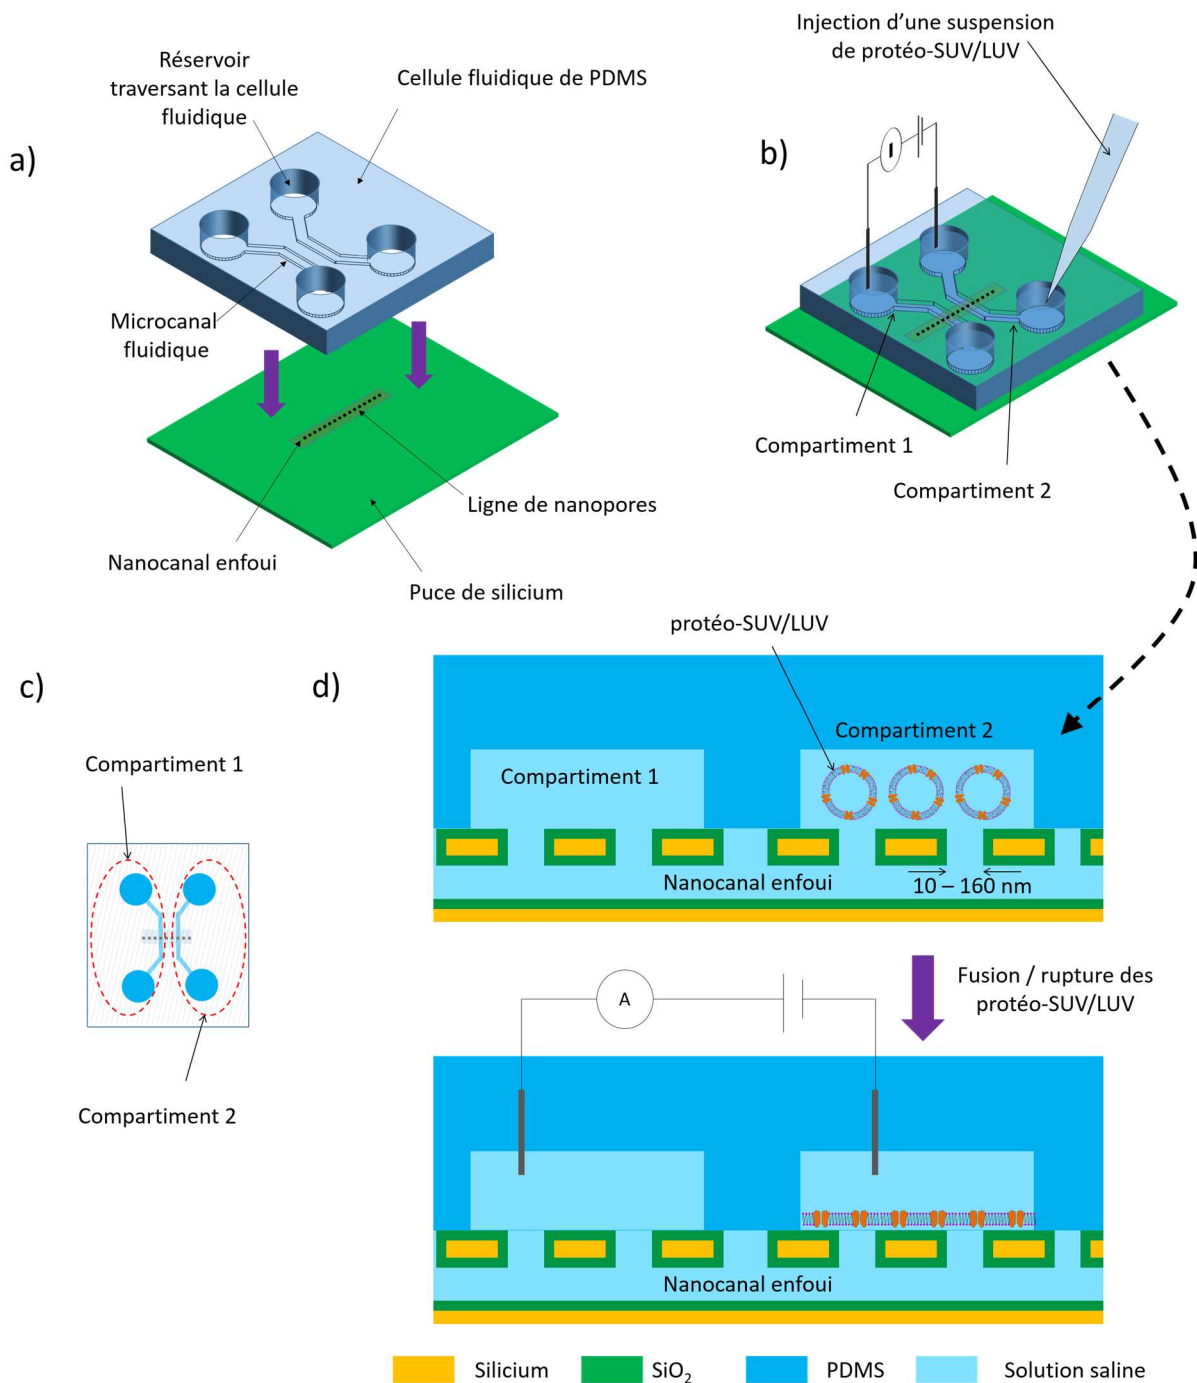 a)
Réservoir
traversant la cellule
fluidique
Cellule fluidique de PDMS
Microcanal
fluidique
Ligne de nanopores
Nanocanal enfoui
Puce de silicium
b)
Injection d’une suspension
de protéo-SUV/LUV
I
Compartiment 1
Compartiment 2
c)
Compartiment 1
Compartiment 2
d)
protéo-SUV/LUV
Compartiment 2
Compartiment 1
Nanocanal enfoui
10 – 160 nm
Fusion / rupture des
protéo-SUV/LUV
A
Nanocanal enfoui
Silicium
SiO₂
PDMS
Solution saline